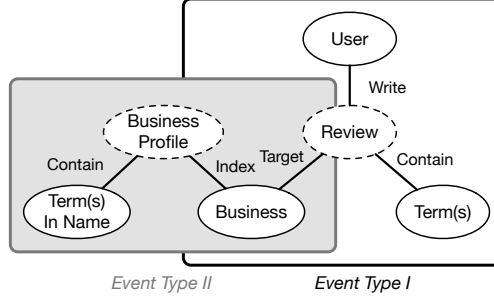 User
Write
Business
Profile
Review
Contain
Index
Target
Contain
Term(s)
In Name
Business
Term(s)
Event Type II
Event Type I